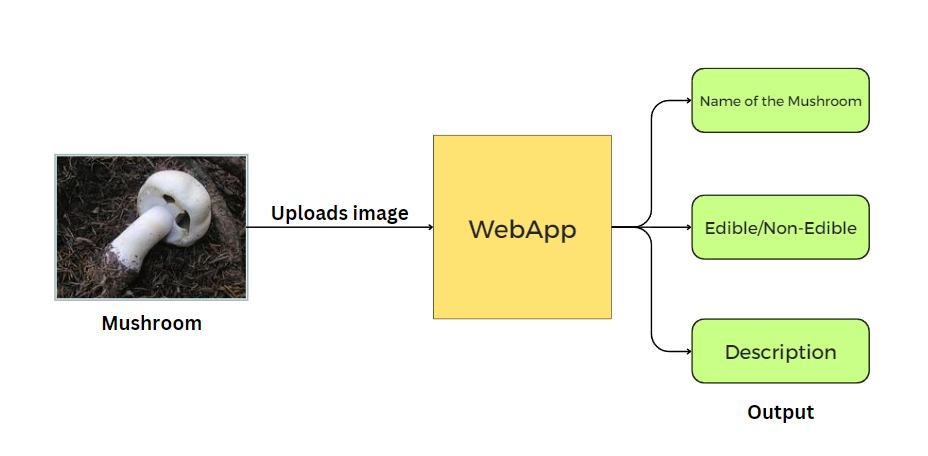 Name of the Mushroom
Uploads image
WebApp
Edible/Non-Edible
Mushroom
Description
Output